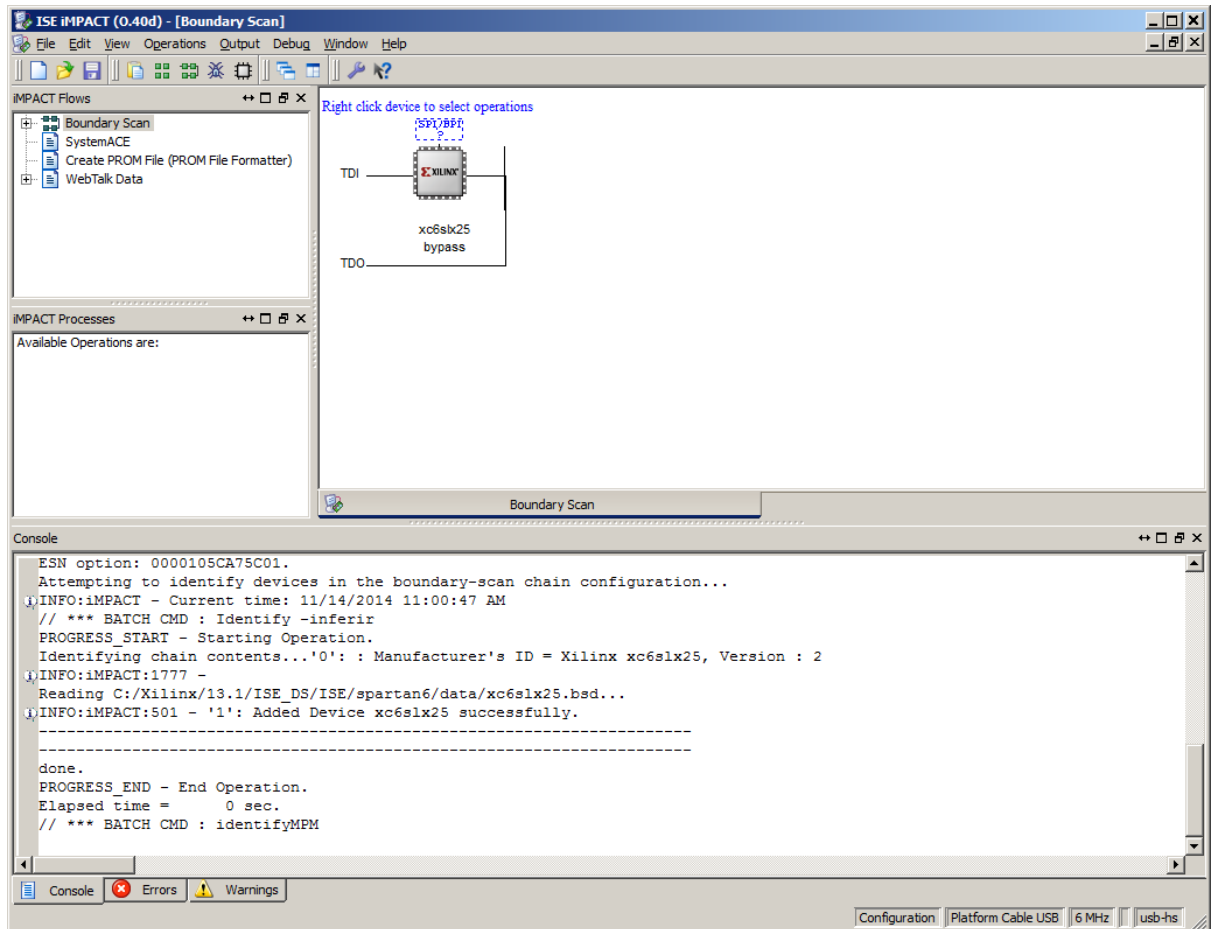 ISE iMPACT (O.40d) - [Boundary Scan]
File Edit View Operations Output Debug Window Help
iMPACT Flows
Boundary Scan
SystemACE
Create PROM File (PROM File Formatter)
WebTalk Data
iMPACT Processes
Available Operations are:
Right click device to select operations
SPI/BPI
?
TDI
XILINX
xc6slx25
bypass
TDO
Boundary Scan
Console
ESN option: 0000105CA75C01.
Attempting to identify devices in the boundary-scan chain configuration...
INFO:iMPACT - Current time: 11/14/2014 11:00:47 AM
// *** BATCH CMD : Identify -inferir
PROGRESS_START - Starting Operation.
Identifying chain contents...'0': : Manufacturer's ID = Xilinx xc6slx25, Version : 2
INFO:iMPACT:1777 -
Reading C:/Xilinx/13.1/ISE_DS/ISE/spartan6/data/xc6slx25.bsd...
INFO:iMPACT:501 - '1': Added Device xc6slx25 successfully.
----------------------------------------------------------------------
----------------------------------------------------------------------
done.
PROGRESS_END - End Operation.
Elapsed time =      0 sec.
// *** BATCH CMD : identifyMPM
Console Errors Warnings
Configuration Platform Cable USB 6 MHz usb-hs